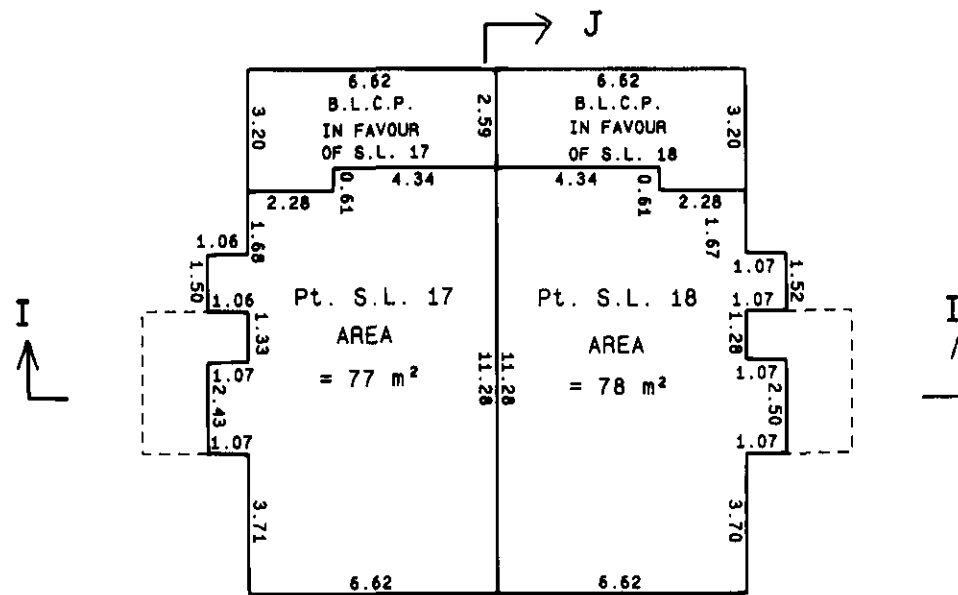 J
6.62
6.62
B.L.C.P.
IN FAVOUR
OF S.L. 17
B.L.C.P.
IN FAVOUR
OF S.L. 18
3.20
2.59
3.20
4.34
4.34
0.61
0.61
2.28
2.28
1.68
1.67
1.06
1.07
1.50
1.52
1.06
1.07
Pt. S.L. 17
AREA
= 77 m²
Pt. S.L. 18
AREA
= 78 m²
I
I
1.33
1.28
11.28
11.28
1.07
1.07
2.43
2.50
1.07
1.07
3.71
3.70
6.62
6.62